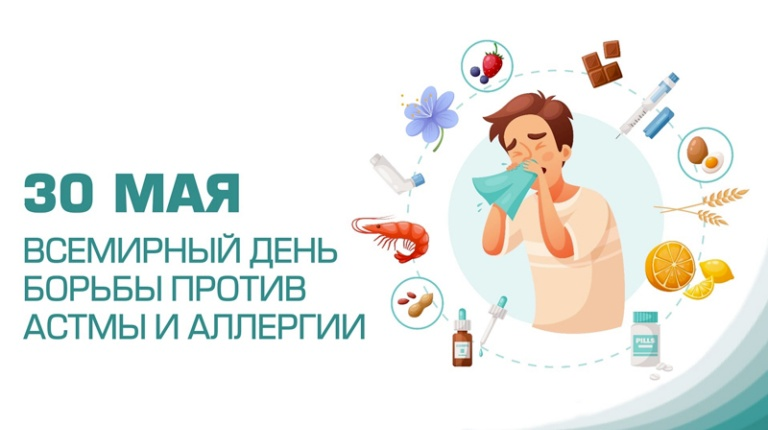 30 МАЯ
ВСЕМИРНЫЙ ДЕНЬ
БОРЬБЫ ПРОТИВ
АСТМЫ И АЛЛЕРГИИ
PILLS